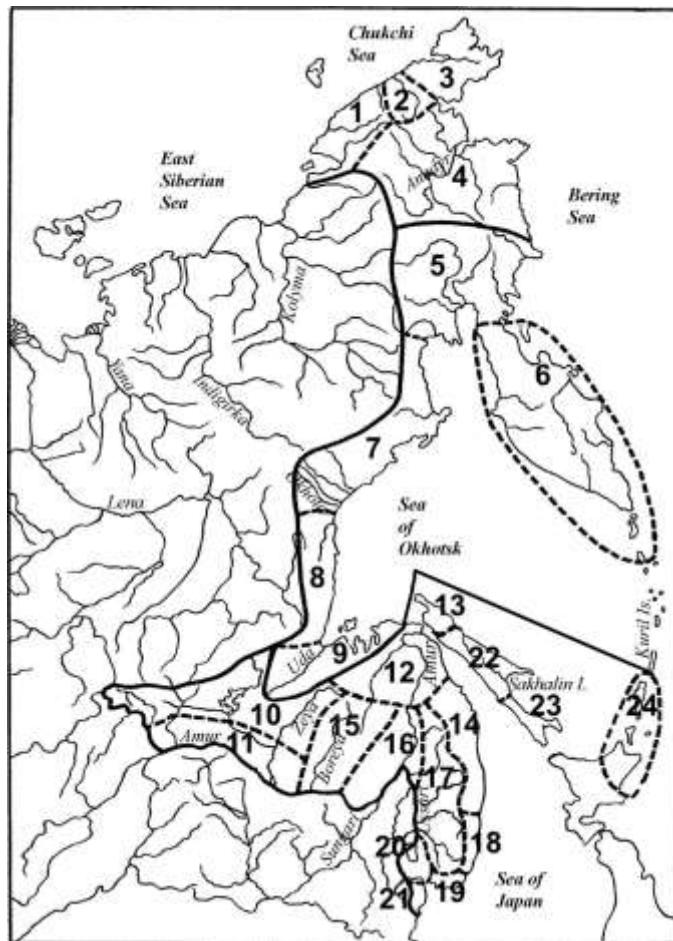 Chukchi
Sea
3
2
1
East
Siberian
Sea
4
Bering
Sea
5
Kolyma
6
Yana
Indigirka
7
Lena
Sea
of
Okhotsk
8
13
Kuril Is.
Uda
9
22
12
Amur
Sakhalin I.
23
24
10
Zeya
14
15
Amur
11
Boreya
16
17
Sungari
20
18
19
21
Sea of
Japan